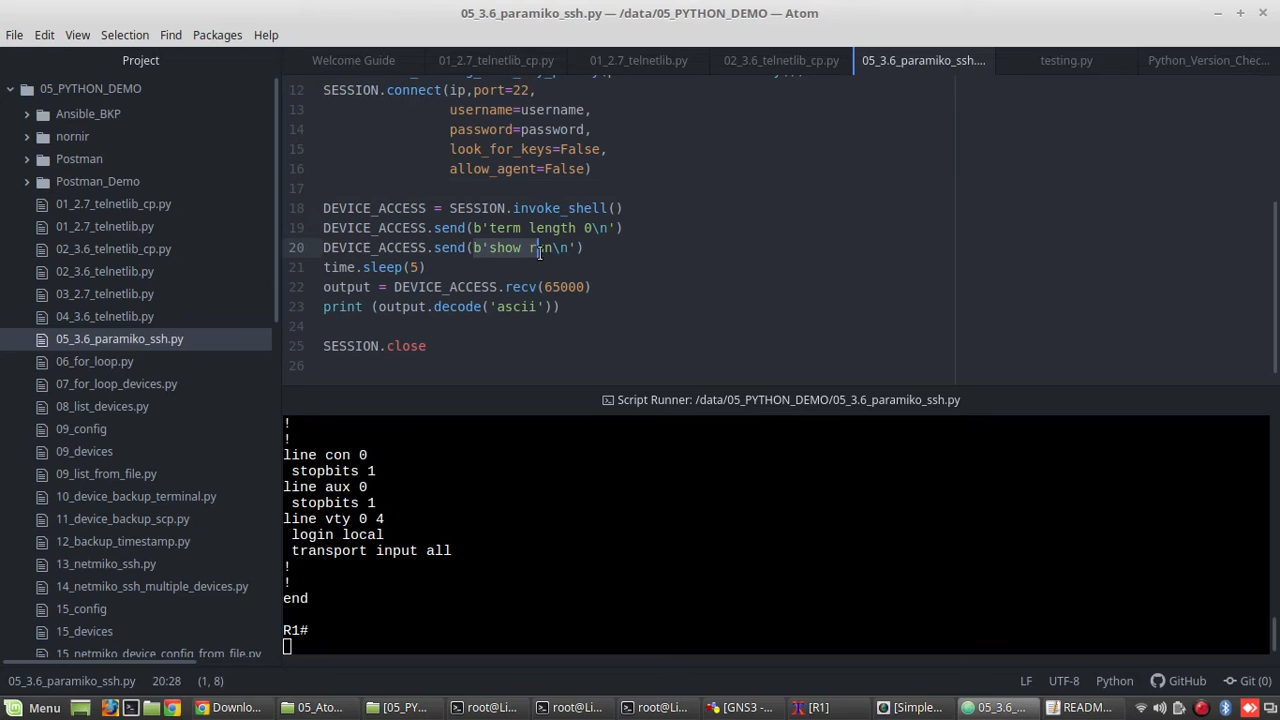 05_3.6_paramiko_ssh.py — /data/05_PYTHON_DEMO — Atom
File Edit View Selection Find Packages Help
Project
Welcome Guide 01_2.7_telnetlib_cp.py 01_2.7_telnetlib.py 02_3.6_telnetlib_cp.py 05_3.6_paramiko_ssh.... testing.py Python_Version_Chec...
05_PYTHON_DEMO
Ansible_BKP
nornir
Postman
Postman_Demo
01_2.7_telnetlib_cp.py
01_2.7_telnetlib.py
02_3.6_telnetlib_cp.py
02_3.6_telnetlib.py
03_2.7_telnetlib.py
04_3.6_telnetlib.py
05_3.6_paramiko_ssh.py
06_for_loop.py
07_for_loop_devices.py
08_list_devices.py
09_config
09_devices
09_list_from_file.py
10_device_backup_terminal.py
11_device_backup_scp.py
12_backup_timestamp.py
13_netmiko_ssh.py
14_netmiko_ssh_multiple_devices.py
15_config
15_devices
15_netmiko_device_config_from_file.py
12 SESSION.connect(ip,port=22,
13 username=username,
14 password=password,
15 look_for_keys=False,
16 allow_agent=False)
17
18 DEVICE_ACCESS = SESSION.invoke_shell()
19 DEVICE_ACCESS.send(b'term length 0\n')
20 DEVICE_ACCESS.send(b'show run\n')
21 time.sleep(5)
22 output = DEVICE_ACCESS.recv(65000)
23 print (output.decode('ascii'))
24
25 SESSION.close
26
Script Runner: /data/05_PYTHON_DEMO/05_3.6_paramiko_ssh.py
!
!
line con 0
stopbits 1
line aux 0
stopbits 1
line vty 0 4
login local
transport input all
!
!
end
R1#
05_3.6_paramiko_ssh.py 20:28 (1, 8) LF UTF-8 Python GitHub Git (0)
Menu Downlo... 05_Ato... [05_PY... root@Li... root@Li... root@Li... [GNS3 -... [R1] [Simple... 05_3.6_... README...